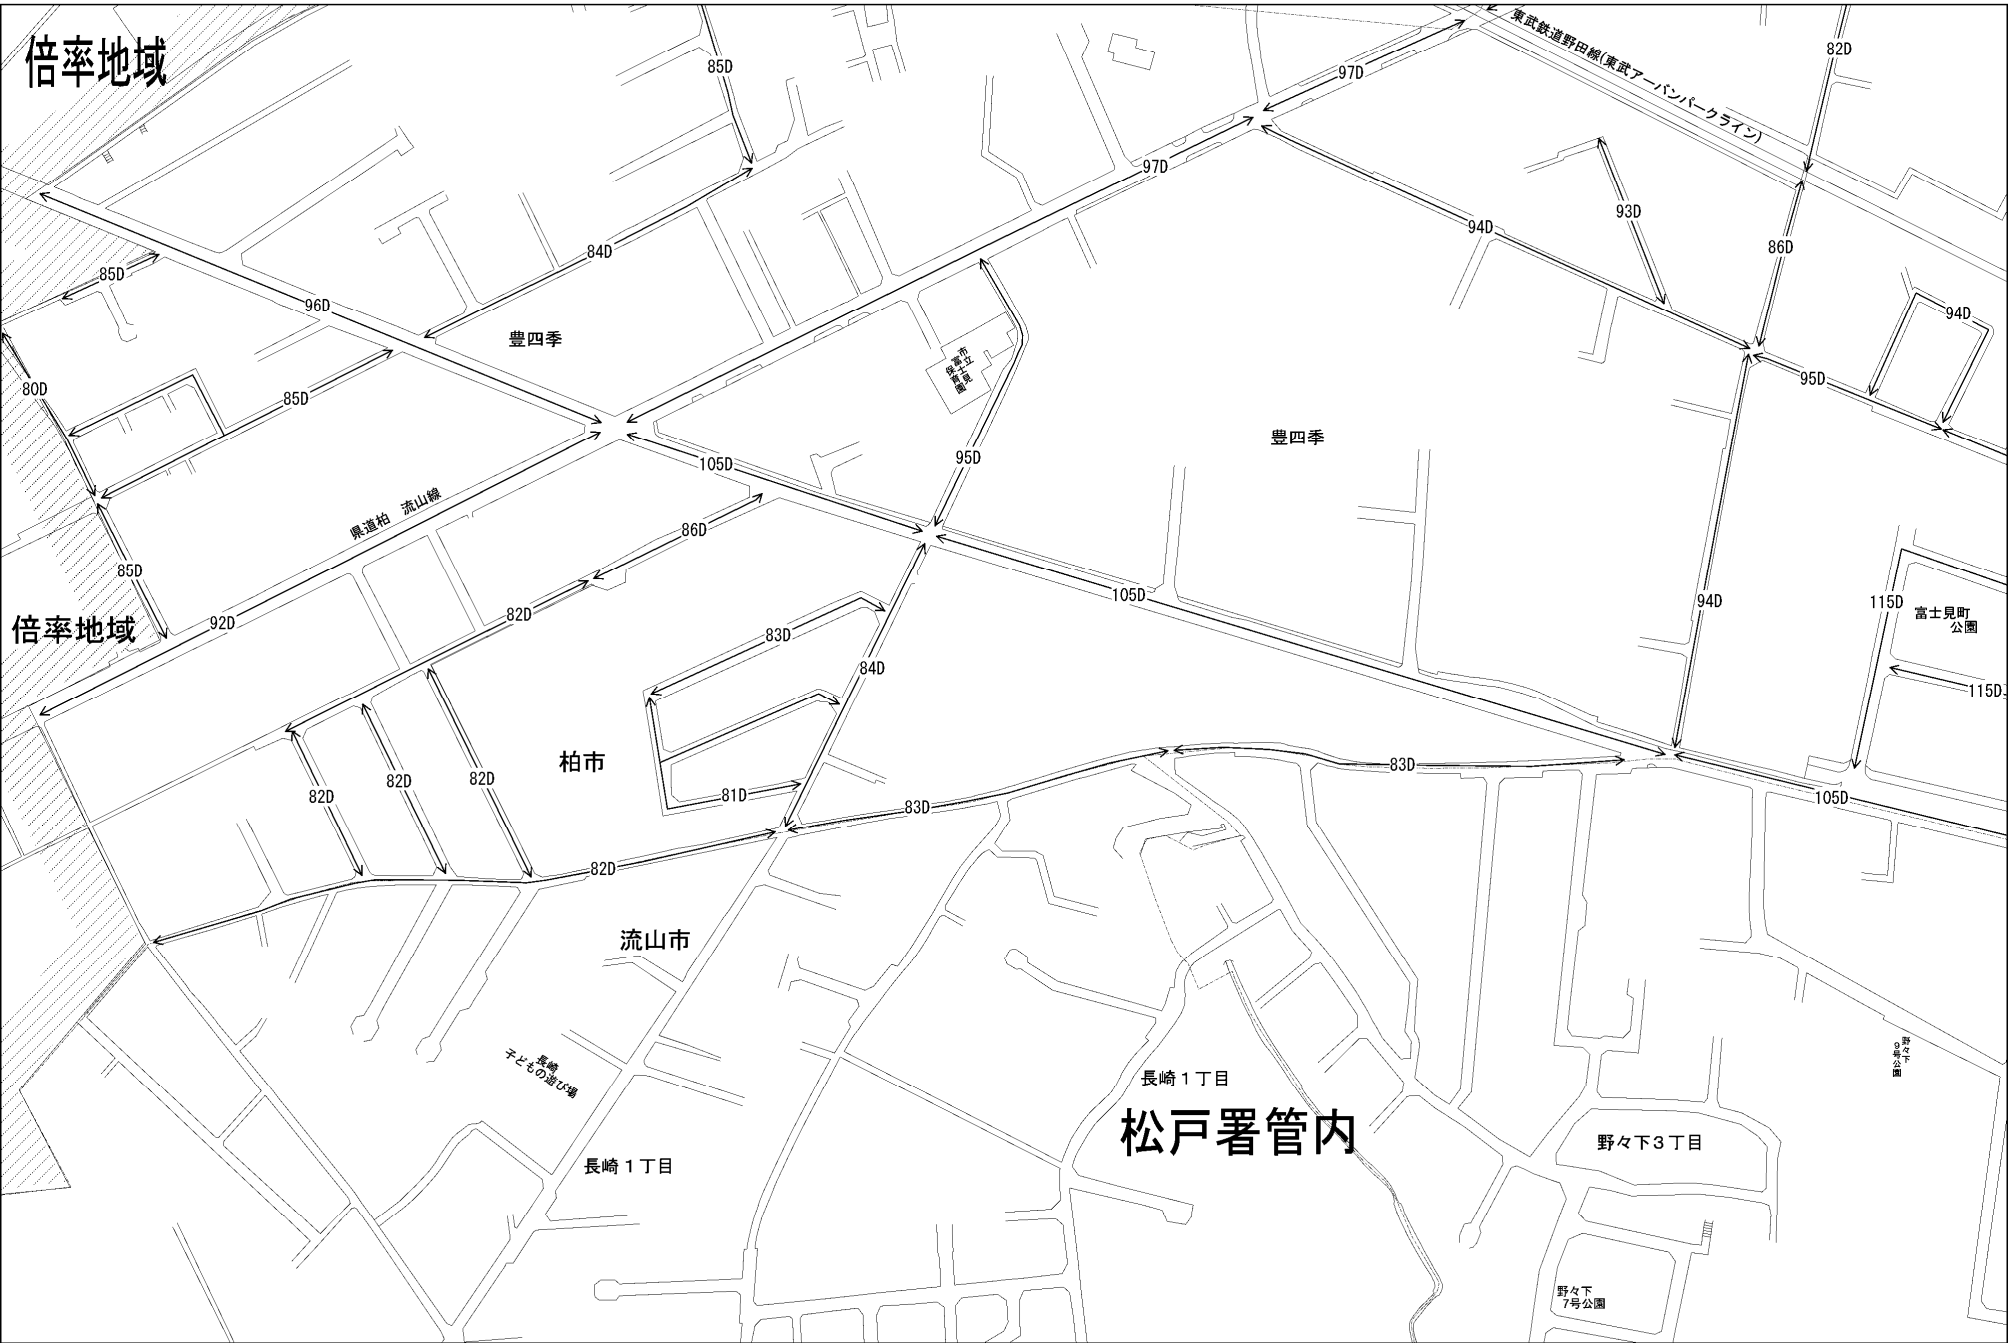 倍率地域
東武鉄道野田線(東武アーバンパークライン)
82D
85D
97D
97D
93D
94D
86D
84D
85D
96D
94D
豊四季
市立
富士見
保育園
95D
80D
85D
豊四季
105D
95D
県道柏 流山線
86D
85D
105D
94D
115D
富士見町
公園
82D
92D
倍率地域
83D
84D
115D
柏市
82D
82D
82D
81D
83D
83D
105D
82D
流山市
長崎
子どもの遊び場
野々下
9号公園
長崎1丁目
松戸署管内
野々下3丁目
長崎1丁目
野々下
7号公園